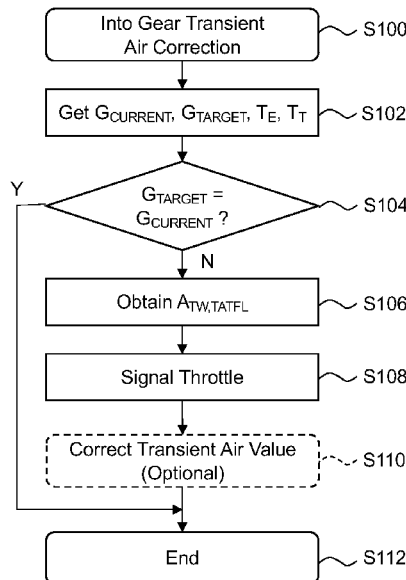 Into Gear Transient
Air Correction
S100
Get GCURRENT, GTARGET, TE, TT
S102
Y
GTARGET =
GCURRENT ?
S104
N
Obtain ATW,TATFL
S106
Signal Throttle
S108
Correct Transient Air Value
(Optional)
S110
End
S112